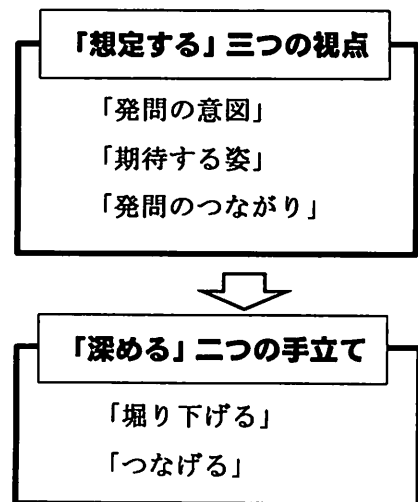 「想定する」三つの視点
「発問の意図」
「期待する姿」
「発問のつながり」
「深める」二つの手立て
「堀り下げる」
「つなげる」